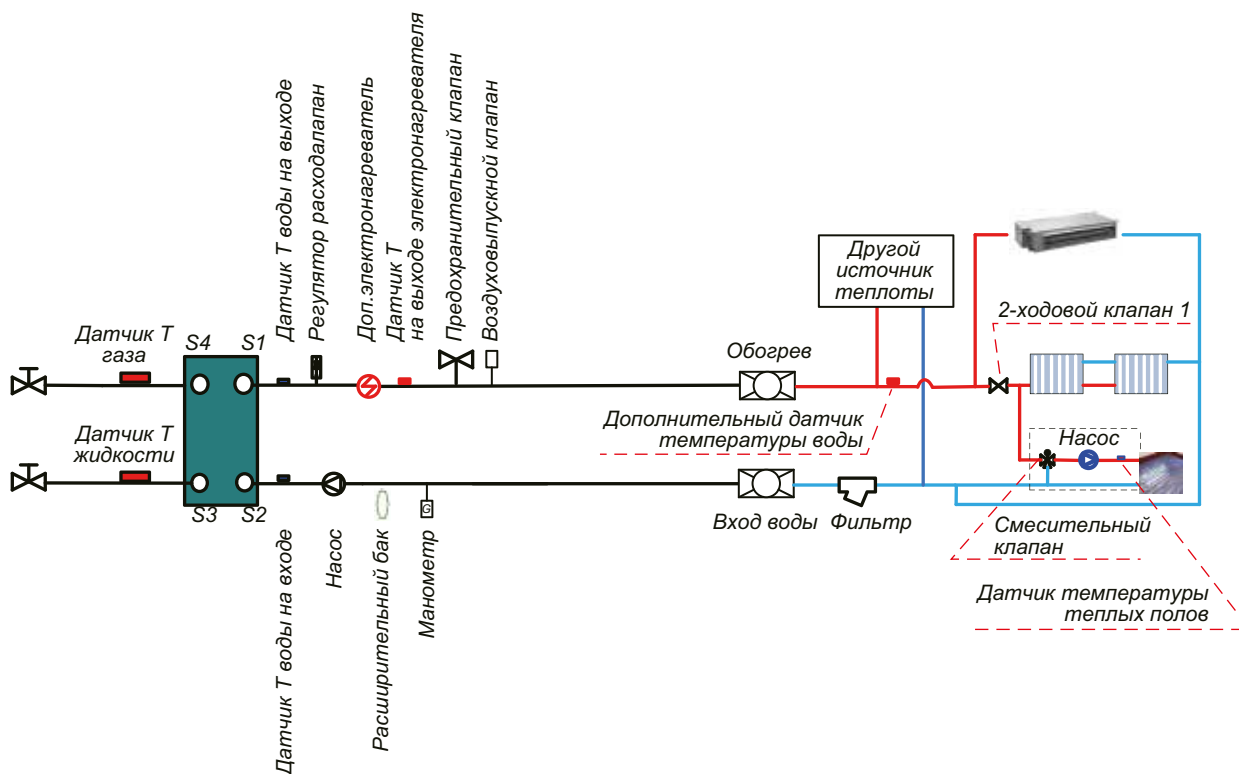 Датчик Т воды на выходе
Регулятор расходалапан
Доп.электронагреватель
Датчик Т
на выходе электронагревателя
Предохранительный клапан
Воздуховыпускной клапан
Другой
источник
теплоты
2-ходовой клапан 1
Датчик Т
газа
S4
S1
Обогрев
Дополнительный датчик
температуры воды
Насос
Датчик Т
жидкости
S3
S2
G
Вход воды
Фильтр
Смесительный
клапан
Датчик температуры
теплых полов
Датчик Т воды на входе
Насос
Расширительный бак
Манометр